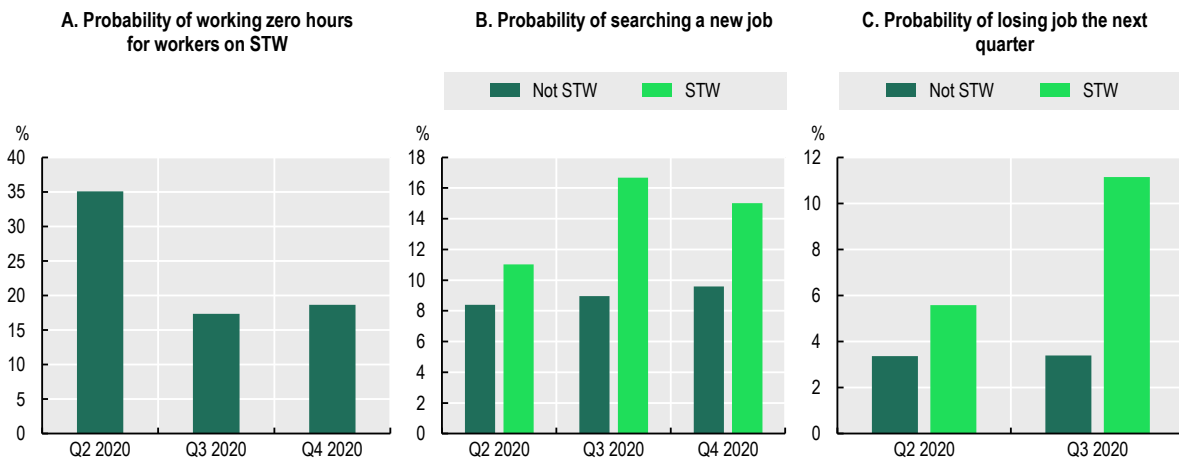 A. Probability of working zero hours
for workers on STW
%
40
35
30
25
20
15
10
5
0
Q2 2020 Q3 2020 Q4 2020
B. Probability of searching a new job
Not STW STW
%
18
16
14
12
10
8
6
4
2
0
Q2 2020 Q3 2020 Q4 2020
C. Probability of losing job the next
quarter
Not STW STW
%
12
10
8
6
4
2
0
Q2 2020 Q3 2020